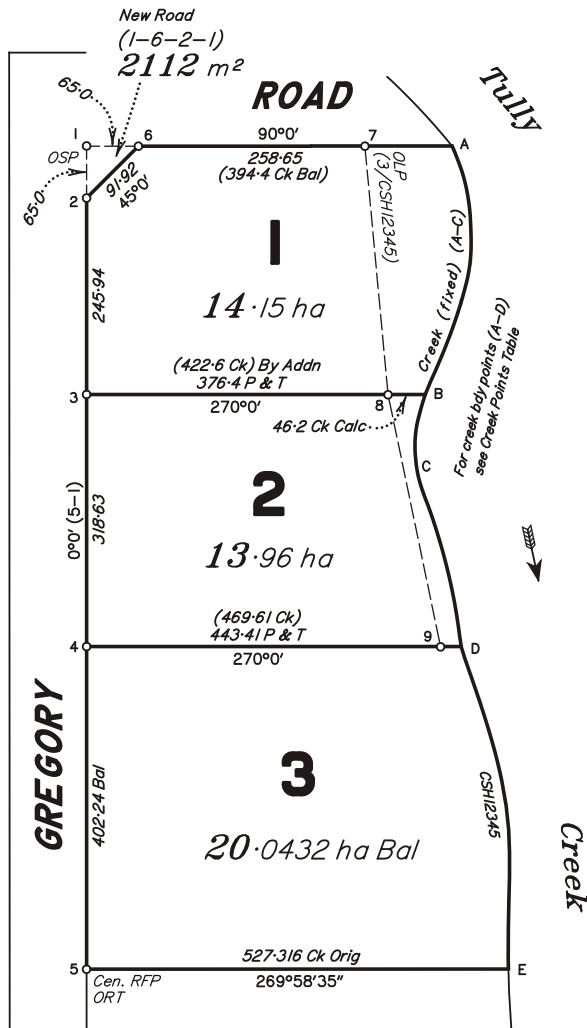 New Road
(1-6-2-1)
2112 m²
ROAD
Tully
65·0
1
6
90°0'
7
A
OSP
258·65
(394·4 Ck Bal)
OLP
(3/CSH12345)
91·92
45°0'
65·0
2
1
Creek (fixed) (A-C)
245·94
14·15 ha
For creek bdy points (A-D)
see Creek Points Table
(422·6 Ck) By Addn
376·4 P & T
3
270°0'
8
B
46·2 Ck Calc
C
2
0°0' (5-1)
318·63
13·96 ha
(469·61 Ck)
443·41 P & T
9
4
270°0'
D
GREGORY
3
402·24 Bal
CSH12345
20·0432 ha Bal
Creek
527·316 Ck Orig
5
269°58'35"
E
Cen. RFP
ORT